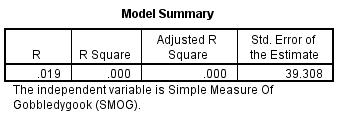 Model Summary
R R Square Adjusted R Square Std. Error of the Estimate
.019 .000 .000 39.308
The independent variable is Simple Measure Of
Gobbledygook (SMOG).